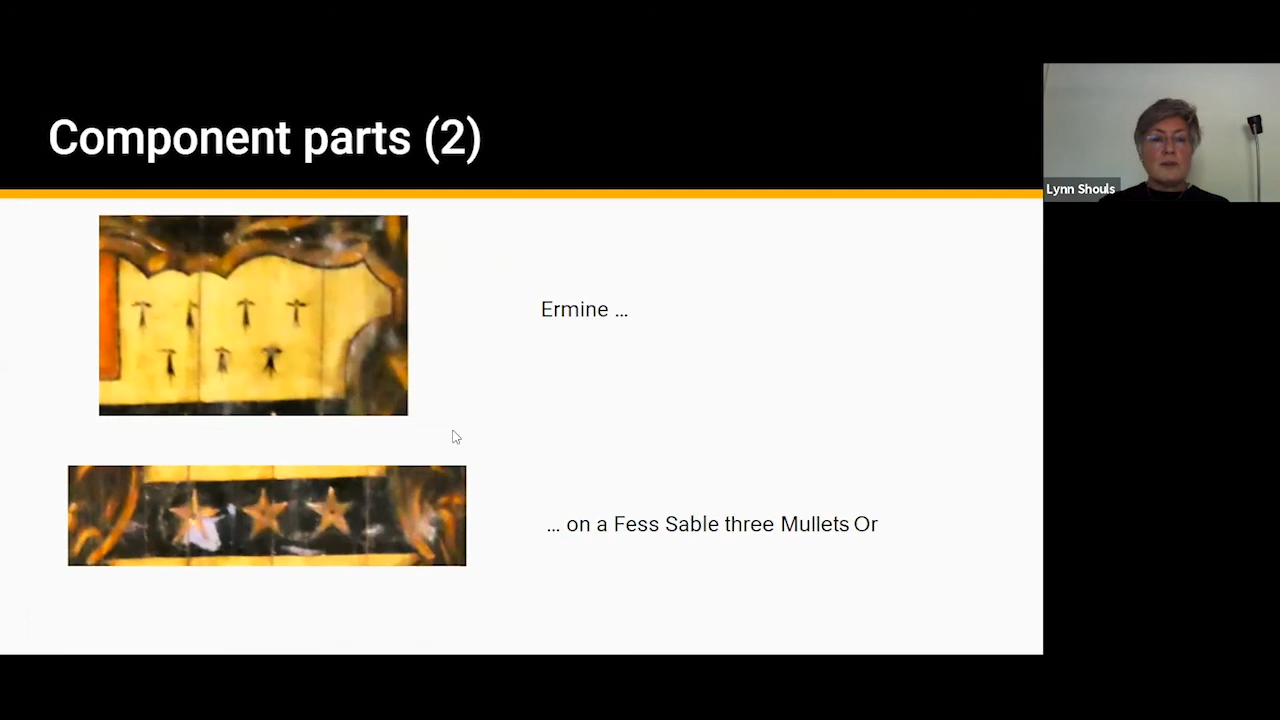 Component parts (2)
Lynn Shouls
Ermine ...
... on a Fess Sable three Mullets Or